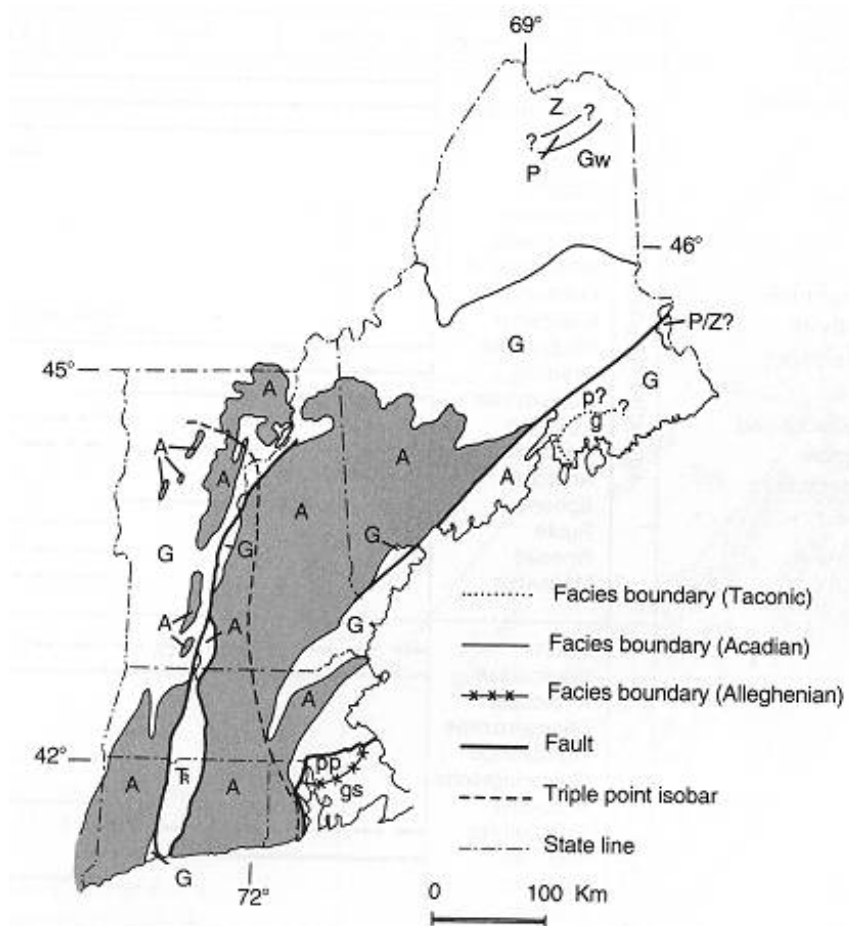 69°
Z
?
?
Gw
P
46°
P/Z?
G
45°
G
A
p?
?
g
A
A
A
A
A
G
G
G
A
A
G
Facies boundary (Taconic)
Facies boundary (Acadian)
Facies boundary (Alleghenian)
Fault
Triple point isobar
State line
A
42°
pp
gs
A
A
G
72°
0 100 Km